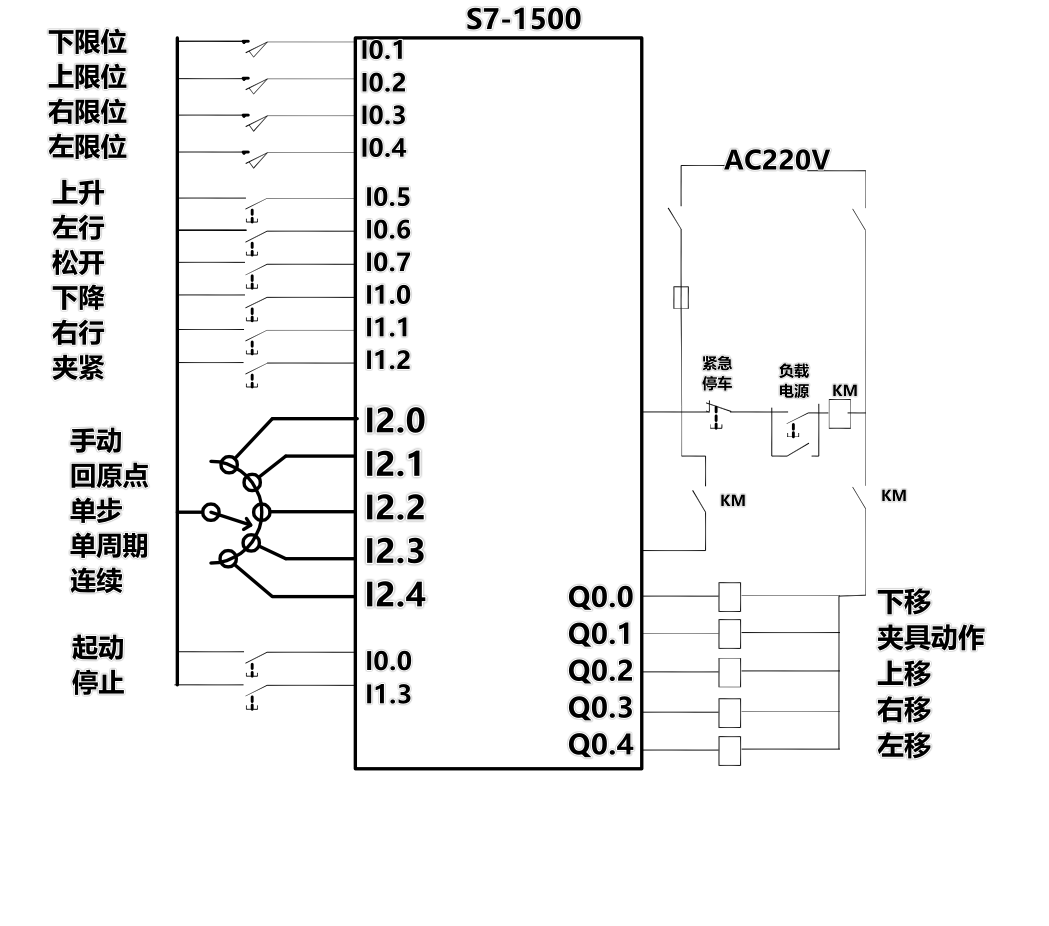 S7-1500
下限位
上限位
右限位
左限位
上升
左行
松开
下降
右行
夹紧
手动
回原点
单步
单周期
连续
起动
停止
I0.1
I0.2
I0.3
I0.4
I0.5
I0.6
I0.7
I1.0
I1.1
I1.2
I2.0
I2.1
I2.2
I2.3
I2.4
I0.0
I1.3
Q0.0
Q0.1
Q0.2
Q0.3
Q0.4
AC220V
紧急
停车
负载
电源
KM
KM
KM
下移
夹具动作
上移
右移
左移